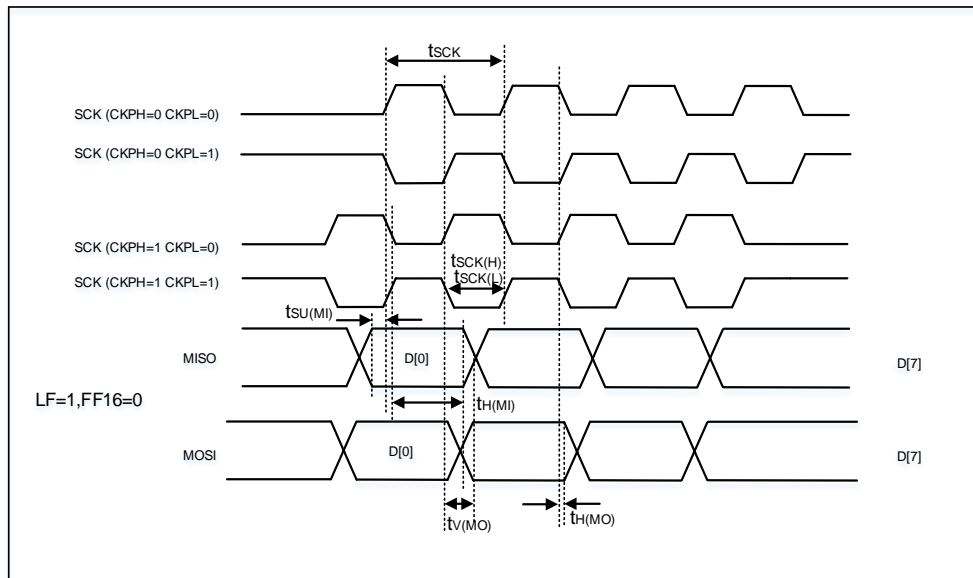 tSCK
SCK (CKPH=0 CKPL=0)
SCK (CKPH=0 CKPL=1)
SCK (CKPH=1 CKPL=0)
tSCK(H)
tSCK(L)
SCK (CKPH=1 CKPL=1)
tSU(MI)
MISO
D[0]
D[7]
LF=1,FF16=0
tH(MI)
MOSI
D[0]
D[7]
tV(MO)
tH(MO)